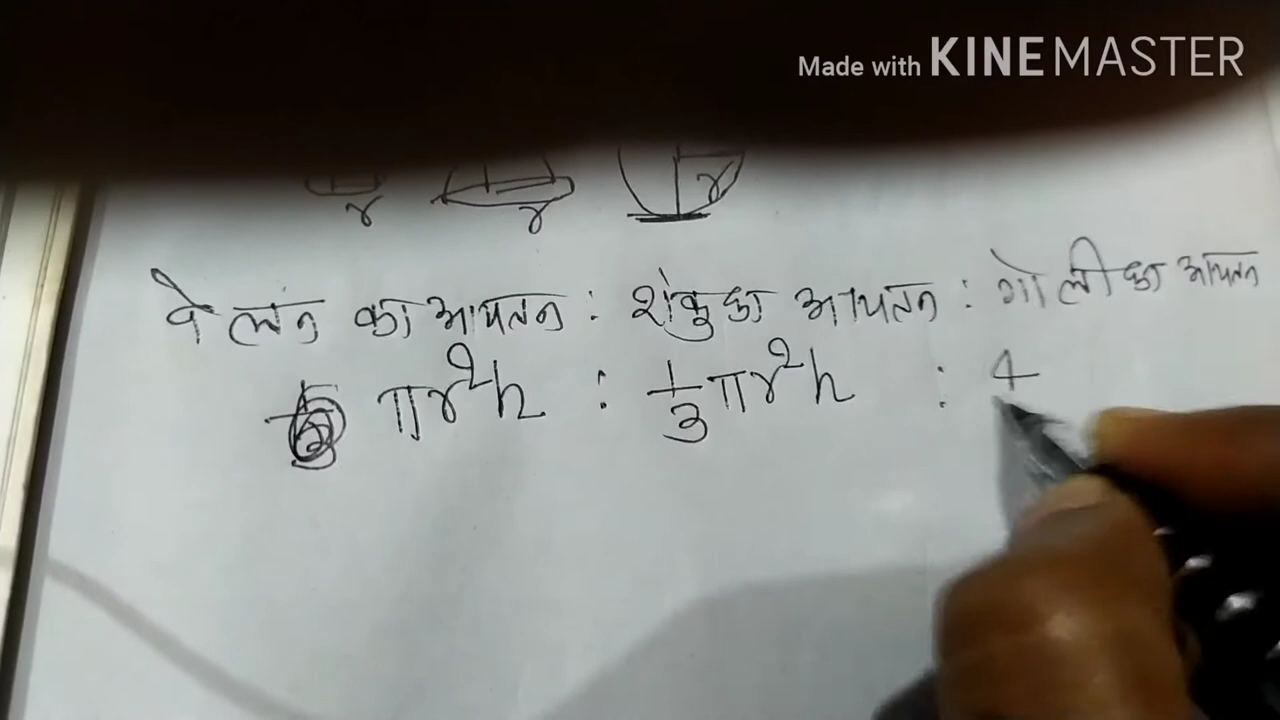 Made with KINEMASTER
r r r
बेलन का आयतन : शंकु का आयतन : गोली का आयतन
πr²h : 1/3 πr²h : 4